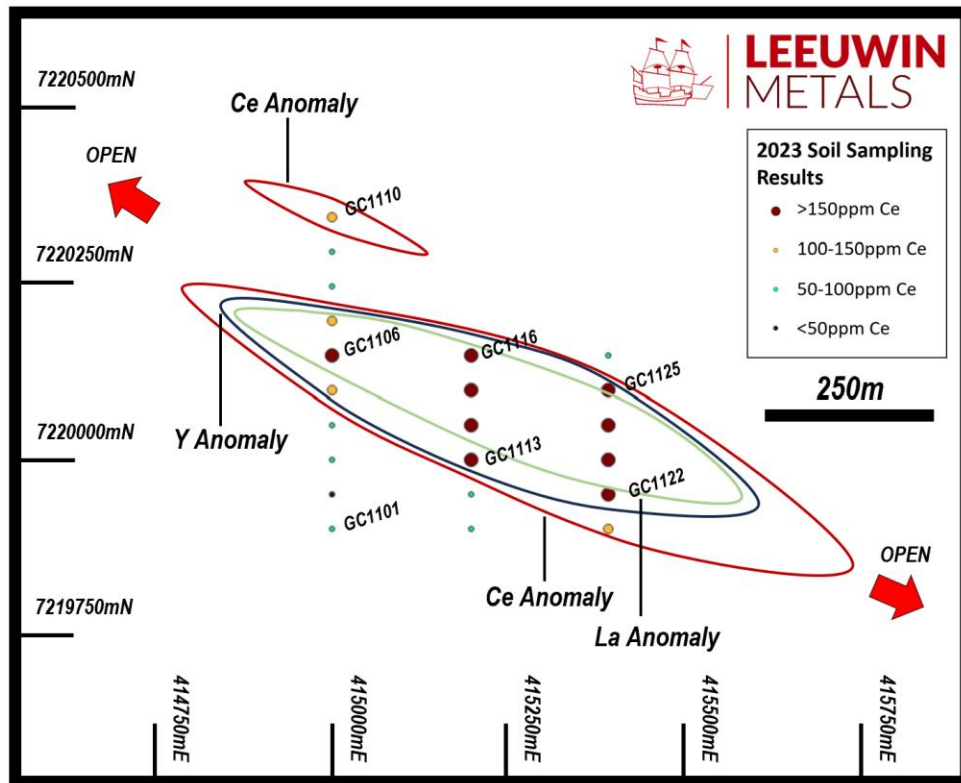 LEEUWIN
METALS
7220500mN
Ce Anomaly
OPEN
2023 Soil Sampling
Results
>150ppm Ce
100-150ppm Ce
50-100ppm Ce
<50ppm Ce
GC1110
7220250mN
GC1106
GC1116
GC1125
250m
Y Anomaly
7220000mN
GC1113
GC1122
GC1101
OPEN
Ce Anomaly
La Anomaly
7219750mN
414750mE
415000mE
415250mE
415500mE
415750mE